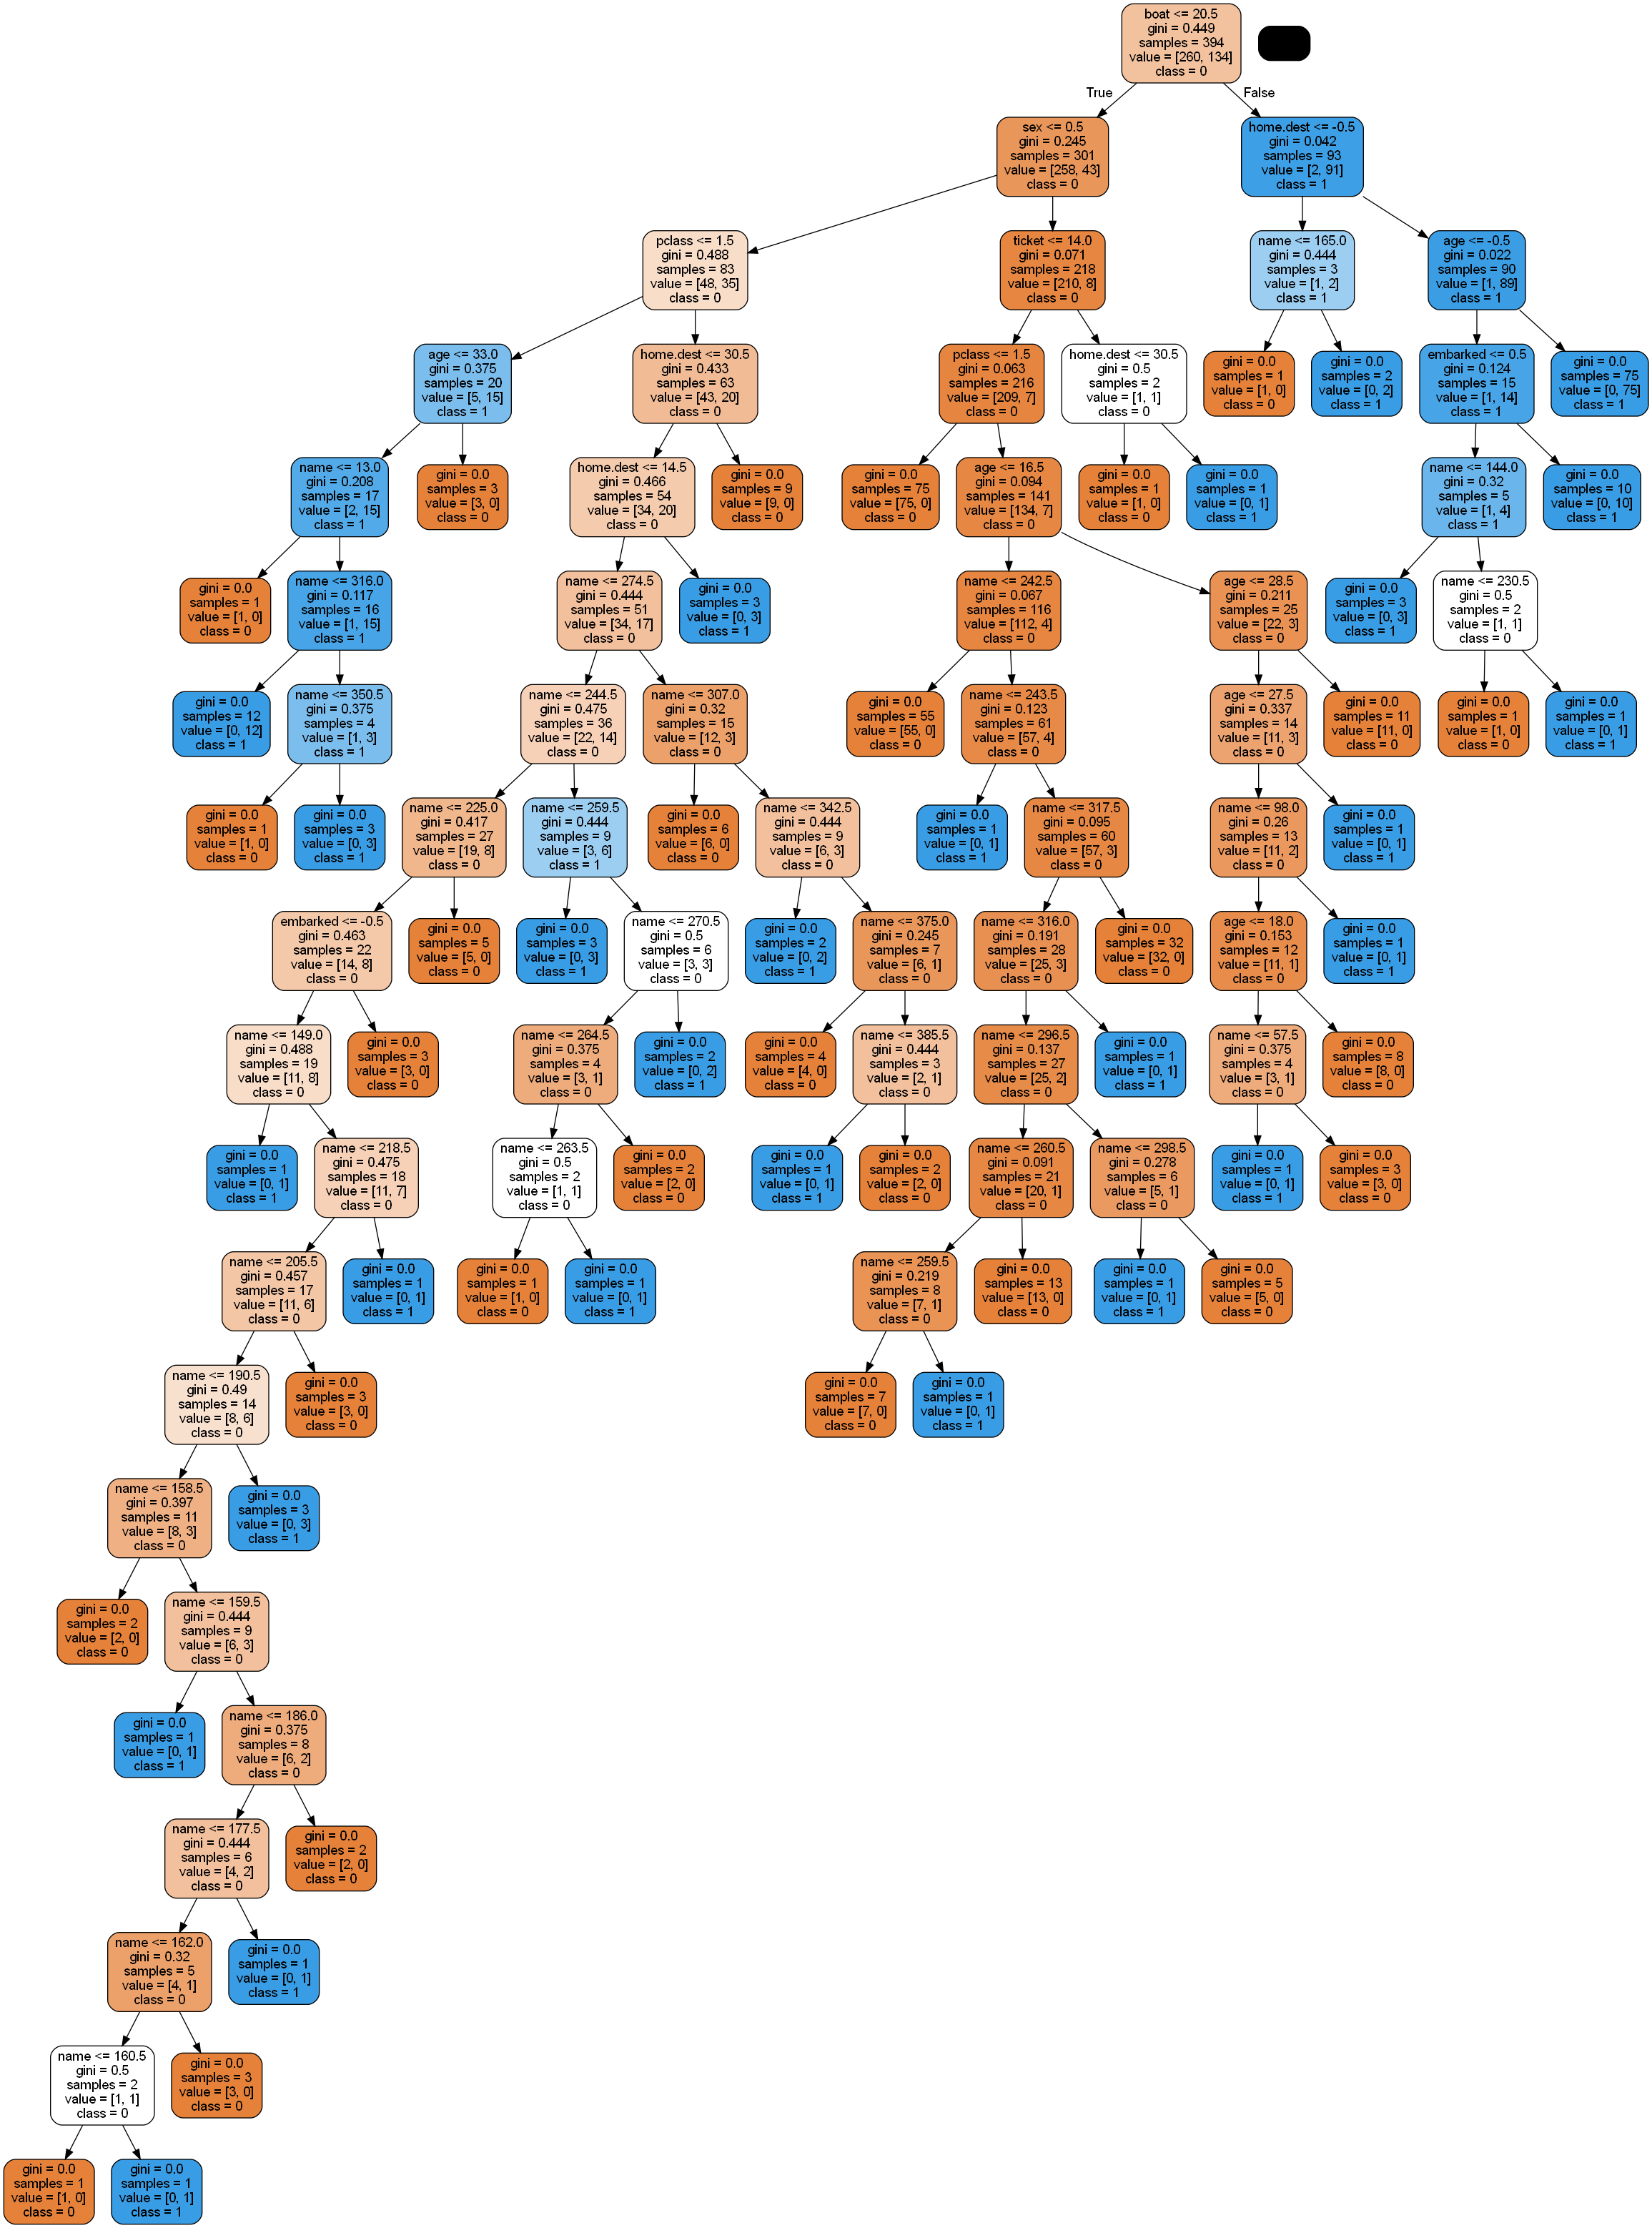 boat <= 20.5
gini = 0.449
samples = 394
value = [260, 134]
class = 0
True
False
sex <= 0.5
gini = 0.245
samples = 301
value = [258, 43]
class = 0
home.dest <= -0.5
gini = 0.042
samples = 93
value = [2, 91]
class = 1
pclass <= 1.5
gini = 0.488
samples = 83
value = [48, 35]
class = 0
ticket <= 14.0
gini = 0.071
samples = 218
value = [210, 8]
class = 0
name <= 165.0
gini = 0.444
samples = 3
value = [1, 2]
class = 1
age <= -0.5
gini = 0.022
samples = 90
value = [1, 89]
class = 1
age <= 33.0
gini = 0.375
samples = 20
value = [5, 15]
class = 1
home.dest <= 30.5
gini = 0.433
samples = 63
value = [43, 20]
class = 0
pclass <= 1.5
gini = 0.063
samples = 216
value = [209, 7]
class = 0
home.dest <= 30.5
gini = 0.5
samples = 2
value = [1, 1]
class = 0
gini = 0.0
samples = 1
value = [1, 0]
class = 0
gini = 0.0
samples = 2
value = [0, 2]
class = 1
embarked <= 0.5
gini = 0.124
samples = 15
value = [1, 14]
class = 1
gini = 0.0
samples = 75
value = [0, 75]
class = 1
name <= 13.0
gini = 0.208
samples = 17
value = [2, 15]
class = 1
gini = 0.0
samples = 3
value = [3, 0]
class = 0
home.dest <= 14.5
gini = 0.466
samples = 54
value = [34, 20]
class = 0
gini = 0.0
samples = 9
value = [9, 0]
class = 0
gini = 0.0
samples = 75
value = [75, 0]
class = 0
age <= 16.5
gini = 0.094
samples = 141
value = [134, 7]
class = 0
gini = 0.0
samples = 1
value = [1, 0]
class = 0
gini = 0.0
samples = 1
value = [0, 1]
class = 1
name <= 144.0
gini = 0.32
samples = 5
value = [1, 4]
class = 1
gini = 0.0
samples = 10
value = [0, 10]
class = 1
gini = 0.0
samples = 1
value = [1, 0]
class = 0
name <= 316.0
gini = 0.117
samples = 16
value = [1, 15]
class = 1
name <= 274.5
gini = 0.444
samples = 51
value = [34, 17]
class = 0
gini = 0.0
samples = 3
value = [0, 3]
class = 1
name <= 242.5
gini = 0.067
samples = 116
value = [112, 4]
class = 0
age <= 28.5
gini = 0.211
samples = 25
value = [22, 3]
class = 0
gini = 0.0
samples = 3
value = [0, 3]
class = 1
name <= 230.5
gini = 0.5
samples = 2
value = [1, 1]
class = 0
gini = 0.0
samples = 12
value = [0, 12]
class = 1
name <= 350.5
gini = 0.375
samples = 4
value = [1, 3]
class = 1
name <= 244.5
gini = 0.475
samples = 36
value = [22, 14]
class = 0
name <= 307.0
gini = 0.32
samples = 15
value = [12, 3]
class = 0
gini = 0.0
samples = 55
value = [55, 0]
class = 0
name <= 243.5
gini = 0.123
samples = 61
value = [57, 4]
class = 0
age <= 27.5
gini = 0.337
samples = 14
value = [11, 3]
class = 0
gini = 0.0
samples = 11
value = [11, 0]
class = 0
gini = 0.0
samples = 1
value = [1, 0]
class = 0
gini = 0.0
samples = 1
value = [0, 1]
class = 1
gini = 0.0
samples = 1
value = [1, 0]
class = 0
gini = 0.0
samples = 3
value = [0, 3]
class = 1
name <= 225.0
gini = 0.417
samples = 27
value = [19, 8]
class = 0
name <= 259.5
gini = 0.444
samples = 9
value = [3, 6]
class = 1
gini = 0.0
samples = 6
value = [6, 0]
class = 0
name <= 342.5
gini = 0.444
samples = 9
value = [6, 3]
class = 0
gini = 0.0
samples = 1
value = [0, 1]
class = 1
name <= 317.5
gini = 0.095
samples = 60
value = [57, 3]
class = 0
name <= 98.0
gini = 0.26
samples = 13
value = [11, 2]
class = 0
gini = 0.0
samples = 1
value = [0, 1]
class = 1
embarked <= -0.5
gini = 0.463
samples = 22
value = [14, 8]
class = 0
gini = 0.0
samples = 5
value = [5, 0]
class = 0
gini = 0.0
samples = 3
value = [0, 3]
class = 1
name <= 270.5
gini = 0.5
samples = 6
value = [3, 3]
class = 0
gini = 0.0
samples = 2
value = [0, 2]
class = 1
name <= 375.0
gini = 0.245
samples = 7
value = [6, 1]
class = 0
name <= 316.0
gini = 0.191
samples = 28
value = [25, 3]
class = 0
gini = 0.0
samples = 32
value = [32, 0]
class = 0
age <= 18.0
gini = 0.153
samples = 12
value = [11, 1]
class = 0
gini = 0.0
samples = 1
value = [0, 1]
class = 1
name <= 149.0
gini = 0.488
samples = 19
value = [11, 8]
class = 0
gini = 0.0
samples = 3
value = [3, 0]
class = 0
name <= 264.5
gini = 0.375
samples = 4
value = [3, 1]
class = 0
gini = 0.0
samples = 2
value = [0, 2]
class = 1
gini = 0.0
samples = 4
value = [4, 0]
class = 0
name <= 385.5
gini = 0.444
samples = 3
value = [2, 1]
class = 0
name <= 296.5
gini = 0.137
samples = 27
value = [25, 2]
class = 0
gini = 0.0
samples = 1
value = [0, 1]
class = 1
name <= 57.5
gini = 0.375
samples = 4
value = [3, 1]
class = 0
gini = 0.0
samples = 8
value = [8, 0]
class = 0
gini = 0.0
samples = 1
value = [0, 1]
class = 1
name <= 218.5
gini = 0.475
samples = 18
value = [11, 7]
class = 0
name <= 263.5
gini = 0.5
samples = 2
value = [1, 1]
class = 0
gini = 0.0
samples = 2
value = [2, 0]
class = 0
gini = 0.0
samples = 1
value = [0, 1]
class = 1
gini = 0.0
samples = 2
value = [2, 0]
class = 0
name <= 260.5
gini = 0.091
samples = 21
value = [20, 1]
class = 0
name <= 298.5
gini = 0.278
samples = 6
value = [5, 1]
class = 0
gini = 0.0
samples = 1
value = [0, 1]
class = 1
gini = 0.0
samples = 3
value = [3, 0]
class = 0
name <= 205.5
gini = 0.457
samples = 17
value = [11, 6]
class = 0
gini = 0.0
samples = 1
value = [0, 1]
class = 1
gini = 0.0
samples = 1
value = [1, 0]
class = 0
gini = 0.0
samples = 1
value = [0, 1]
class = 1
name <= 259.5
gini = 0.219
samples = 8
value = [7, 1]
class = 0
gini = 0.0
samples = 13
value = [13, 0]
class = 0
gini = 0.0
samples = 1
value = [0, 1]
class = 1
gini = 0.0
samples = 5
value = [5, 0]
class = 0
name <= 190.5
gini = 0.49
samples = 14
value = [8, 6]
class = 0
gini = 0.0
samples = 3
value = [3, 0]
class = 0
gini = 0.0
samples = 7
value = [7, 0]
class = 0
gini = 0.0
samples = 1
value = [0, 1]
class = 1
name <= 158.5
gini = 0.397
samples = 11
value = [8, 3]
class = 0
gini = 0.0
samples = 3
value = [0, 3]
class = 1
gini = 0.0
samples = 2
value = [2, 0]
class = 0
name <= 159.5
gini = 0.444
samples = 9
value = [6, 3]
class = 0
gini = 0.0
samples = 1
value = [0, 1]
class = 1
name <= 186.0
gini = 0.375
samples = 8
value = [6, 2]
class = 0
name <= 177.5
gini = 0.444
samples = 6
value = [4, 2]
class = 0
gini = 0.0
samples = 2
value = [2, 0]
class = 0
name <= 162.0
gini = 0.32
samples = 5
value = [4, 1]
class = 0
gini = 0.0
samples = 1
value = [0, 1]
class = 1
name <= 160.5
gini = 0.5
samples = 2
value = [1, 1]
class = 0
gini = 0.0
samples = 3
value = [3, 0]
class = 0
gini = 0.0
samples = 1
value = [1, 0]
class = 0
gini = 0.0
samples = 1
value = [0, 1]
class = 1